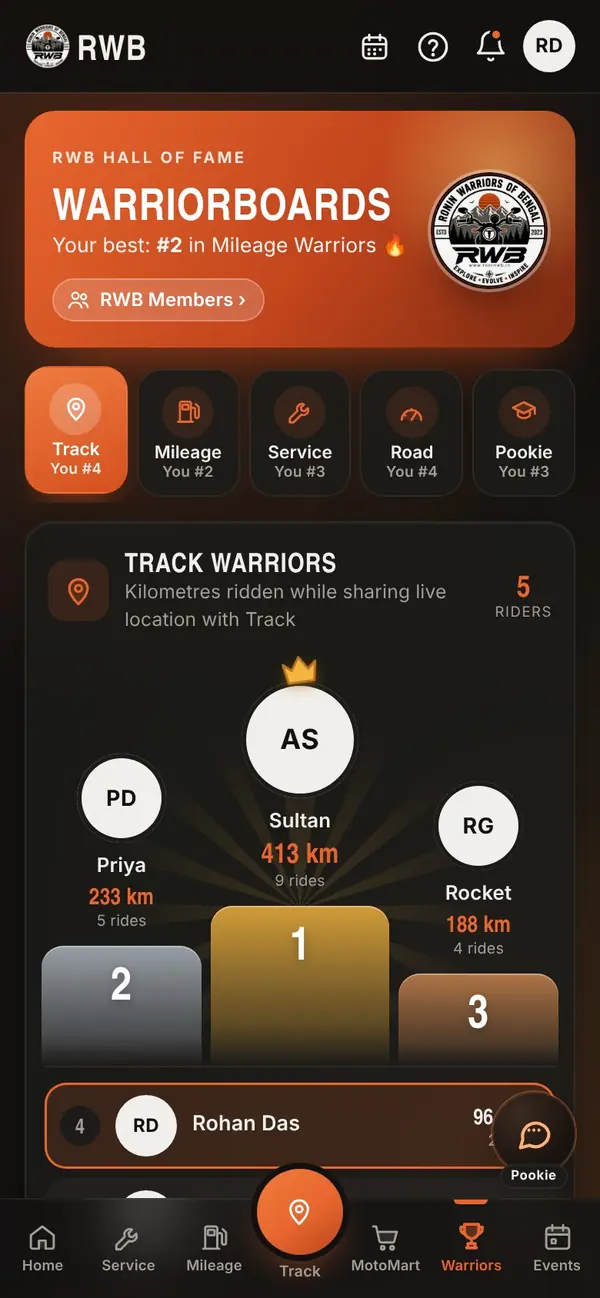 RWB
RD
RWB HALL OF FAME
WARRIORBOARDS
Your best: #2 in Mileage Warriors 🔥
RWB Members ›
RONIN WARRIORS OF BENGAL
ESTD
2023
RWB
EXPLORE • EVOLVE • INSPIRE
Track
You #4
Mileage
You #2
Service
You #3
Road
You #4
Pookie
You #3
TRACK WARRIORS
Kilometres ridden while sharing live
location with Track
5
RIDERS
AS
Sultan
413 km
9 rides
PD
Priya
233 km
5 rides
RG
Rocket
188 km
4 rides
1
2
3
4
RD
Rohan Das
96
Pookie
Home
Service
Mileage
Track
MotoMart
Warriors
Events